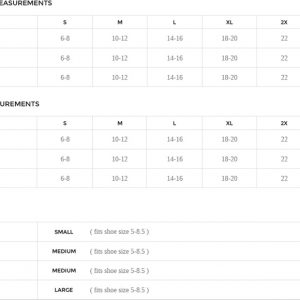 EASUREMENTS
S M L XL 2X
6-8 10-12 14-16 18-20 22
6-8 10-12 14-16 18-20 22
6-8 10-12 14-16 18-20 22
UREMENTS
S M L XL 2X
6-8 10-12 14-16 18-20 22
6-8 10-12 14-16 18-20 22
6-8 10-12 14-16 18-20 22
SMALL ( fits shoe size 5-8.5 )
MEDIUM ( fits shoe size 5-8.5 )
MEDIUM ( fits shoe size 5-8.5 )
LARGE ( fits shoe size 5-8.5 )